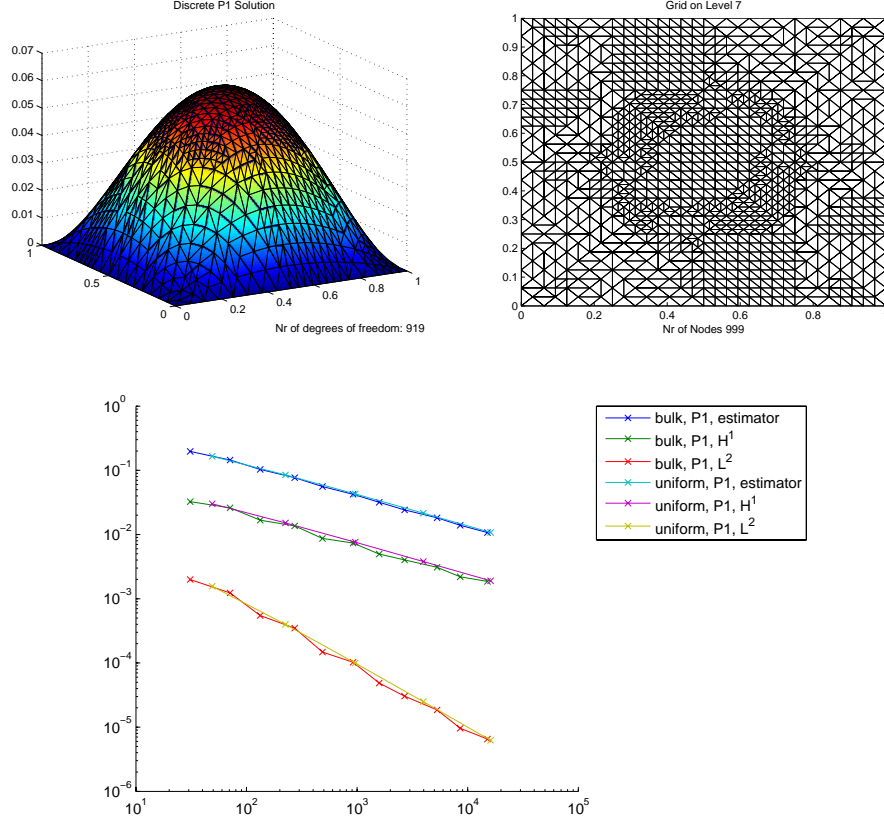 Discrete P1 Solution
0.07
0.06
0.05
0.04
0.03
0.02
0.01
0
1
0.5
0
0
0.2
0.4
0.6
0.8
1
Nr of degrees of freedom: 919
Grid on Level 7
1
0.9
0.8
0.7
0.6
0.5
0.4
0.3
0.2
0.1
0
0 0.2 0.4 0.6 0.8
Nr of Nodes 999
10^0
10^-1
10^-2
10^-3
10^-4
10^-5
10^-6
10^1 10^2 10^3 10^4 10^5
bulk, P1, estimator
bulk, P1, H^1
bulk, P1, L^2
uniform, P1, estimator
uniform, P1, H^1
uniform, P1, L^2